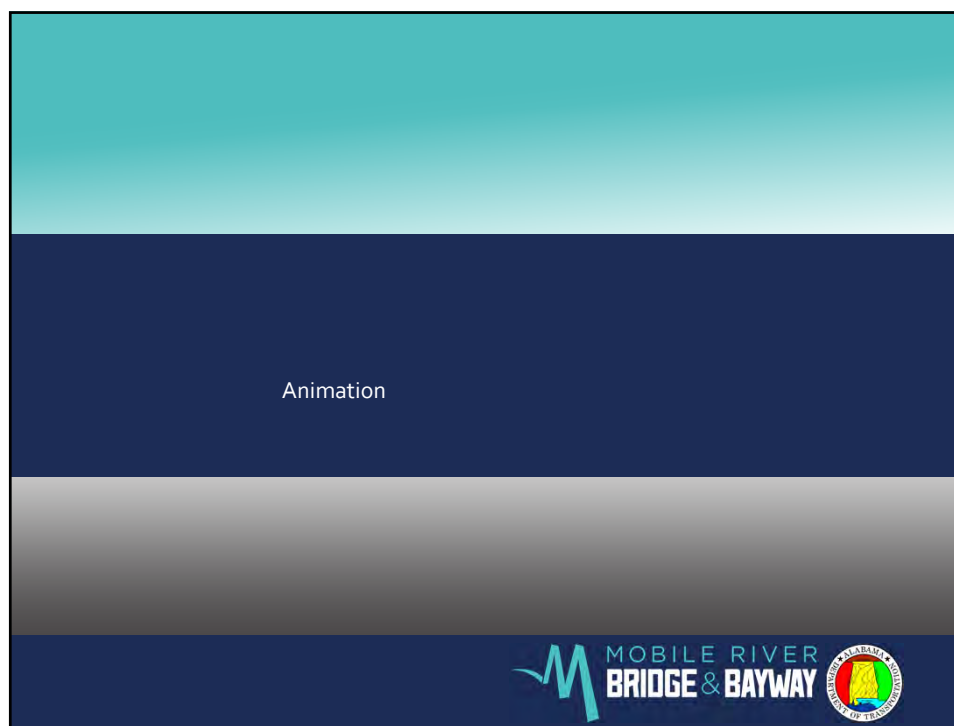 Animation
MOBILE RIVER
BRIDGE & BAYWAY
ALABAMA
DEPARTMENT OF TRANSPORTATION